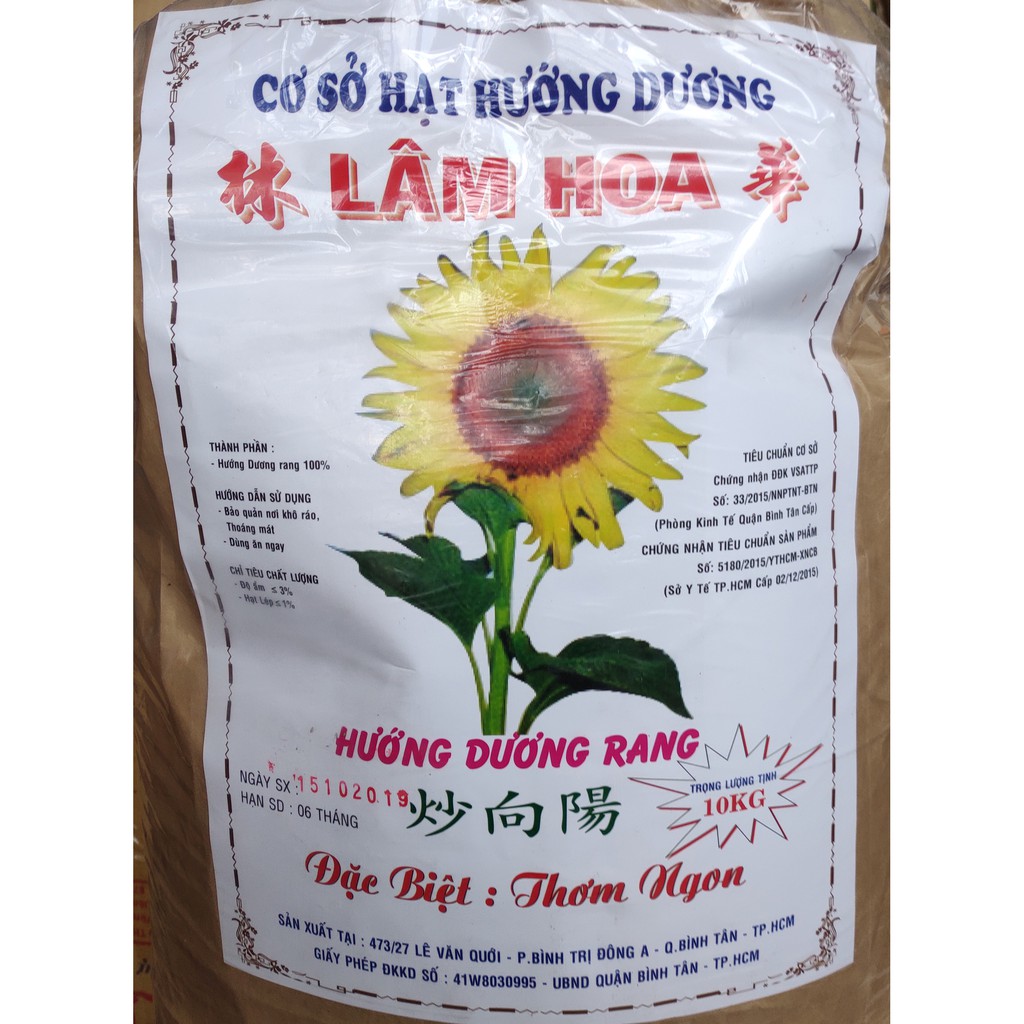 CƠ SỞ HẠT HƯỚNG DƯƠNG
林 LÂM HOA 華
THÀNH PHẦN :
- Hướng Dương rang 100%
HƯỚNG DẪN SỬ DỤNG
- Bảo quản nơi khô ráo,
Thoáng mát
- Dùng ăn ngay
CHỈ TIÊU CHẤT LƯỢNG
- Độ ẩm ≤ 3%
- Hạt Lép ≤ 1%
TIÊU CHUẨN CƠ SỞ
Chứng nhận ĐĐK VSATTP
Số: 33/2015/NNPTNT-BTN
(Phòng Kinh Tế Quận Bình Tân Cấp)
CHỨNG NHẬN TIÊU CHUẨN SẢN PHẨM
Số: 5180/2015/YTHCM-XNCB
(Sở Y Tế TP.HCM Cấp 02/12/2015)
HƯỚNG DƯƠNG RANG
NGÀY SX : 15102019
HẠN SD : 06 THÁNG
炒向陽
TRỌNG LƯỢNG TỊNH
10KG
Đặc Biệt : Thơm Ngon
SẢN XUẤT TẠI : 473/27 LÊ VĂN QUỚI - P.BÌNH TRỊ ĐÔNG A - Q.BÌNH TÂN - TP.HCM
GIẤY PHÉP ĐKKD SỐ : 41W8030995 - UBND QUẬN BÌNH TÂN - TP.HCM